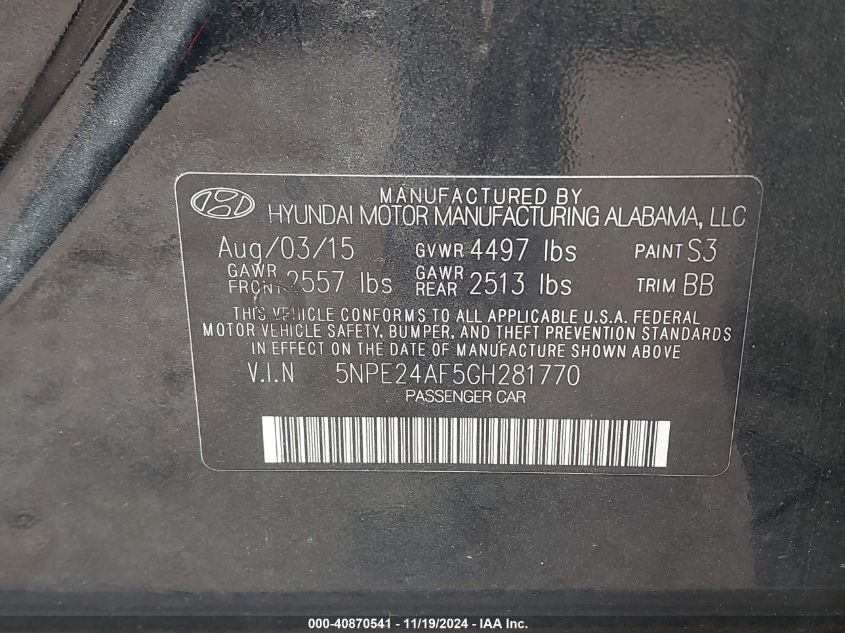 MANUFACTURED BY
HYUNDAI MOTOR MANUFACTURING ALABAMA, LLC
Aug/03/15 GVWR 4497 lbs PAINT S3
GAWR FRONT 2557 lbs GAWR REAR 2513 lbs TRIM BB
THIS VEHICLE CONFORMS TO ALL APPLICABLE U.S.A. FEDERAL
MOTOR VEHICLE SAFETY, BUMPER, AND THEFT PREVENTION STANDARDS
IN EFFECT ON THE DATE OF MANUFACTURE SHOWN ABOVE
V.I.N 5NPE24AF5GH281770
PASSENGER CAR
000-40870541 - 11/19/2024 - IAA Inc.